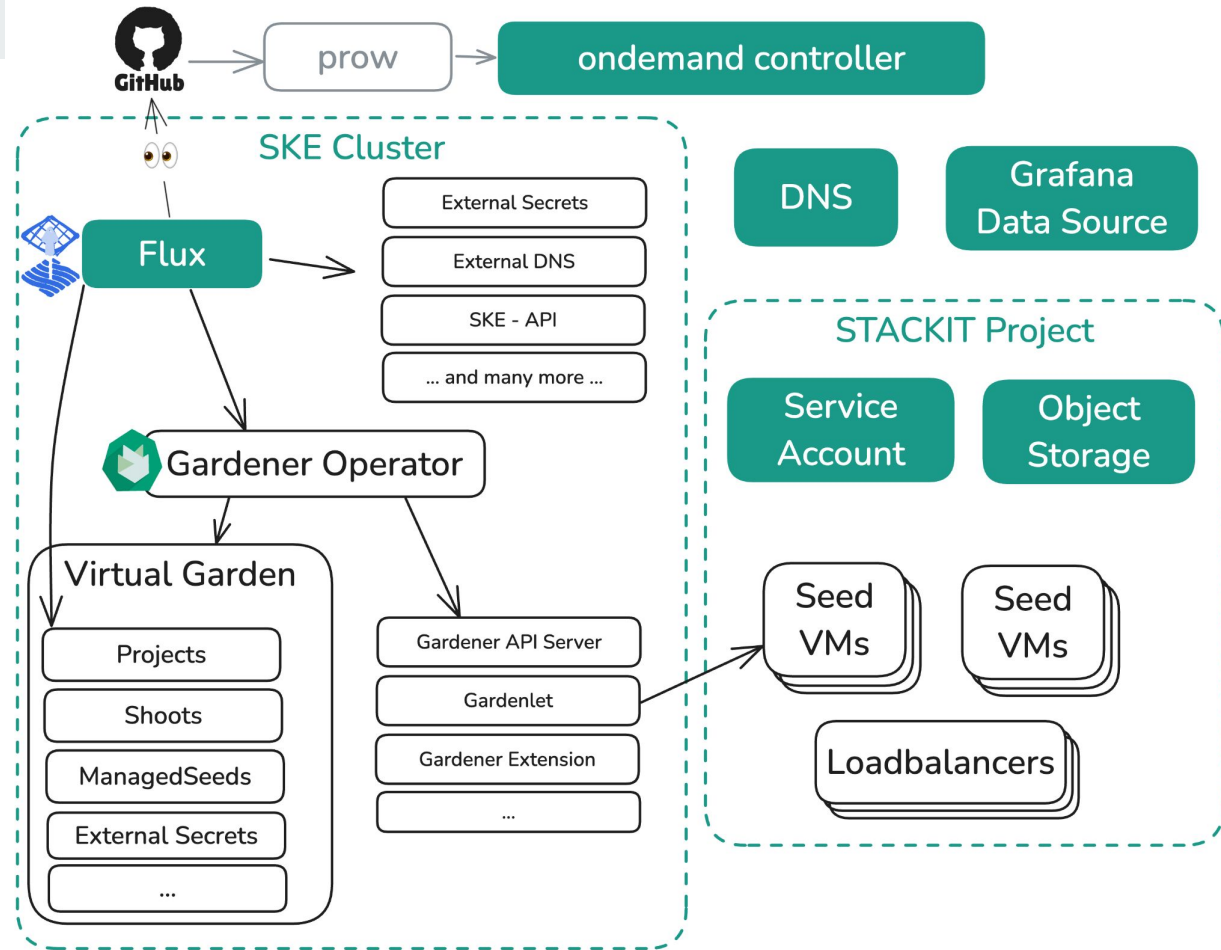 GitHub
prow
ondemand controller
SKE Cluster
Flux
External Secrets
External DNS
SKE - API
... and many more ...
Gardener Operator
Virtual Garden
Projects
Shoots
ManagedSeeds
External Secrets
...
Gardener API Server
Gardenlet
Gardener Extension
...
DNS
Grafana
Data Source
STACKIT Project
Service
Account
Object
Storage
Seed
VMs
Seed
VMs
Loadbalancers